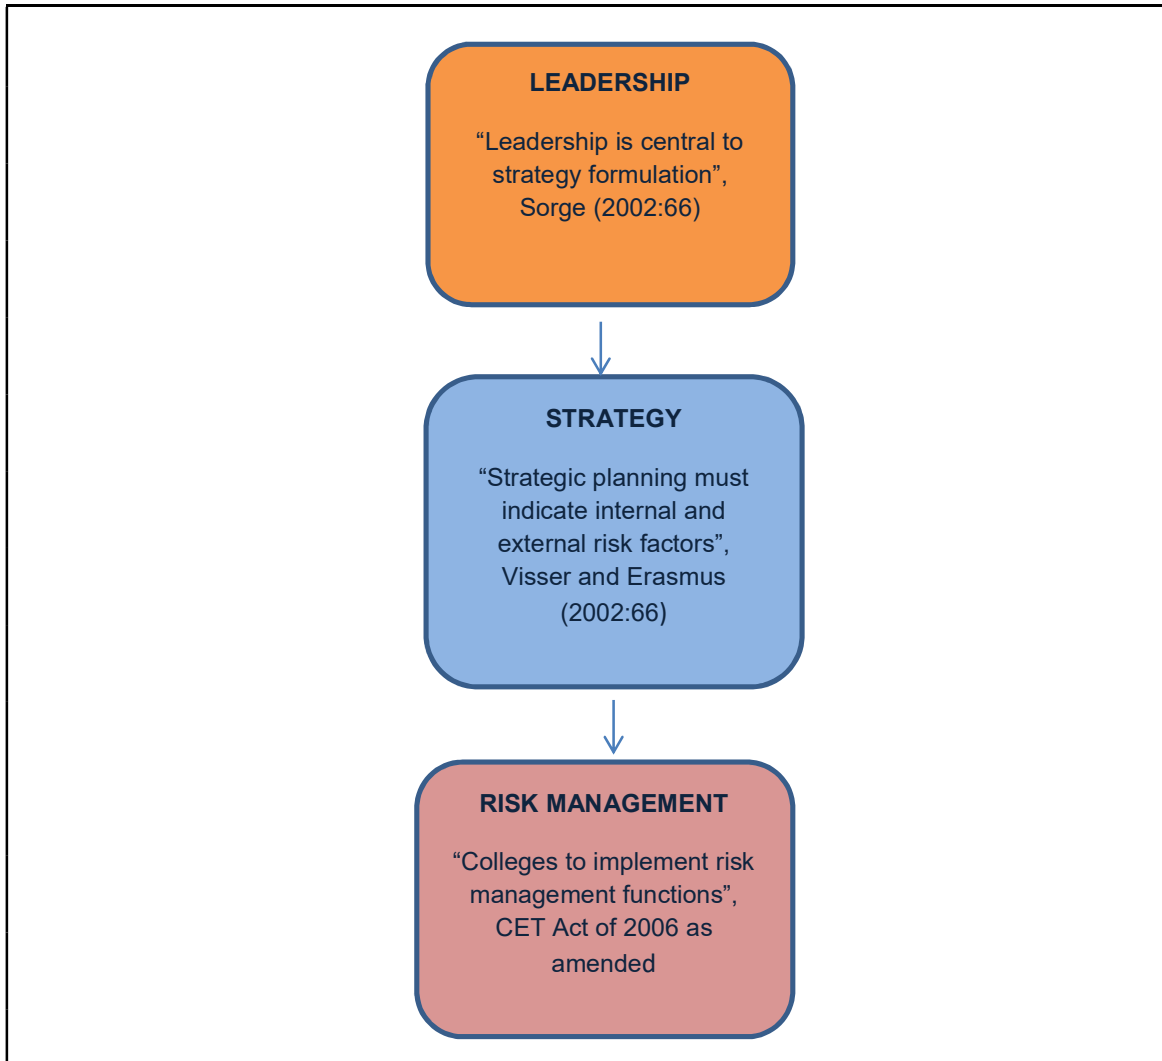 LEADERSHIP
“Leadership is central to
strategy formulation”,
Sorge (2002:66)
STRATEGY
“Strategic planning must
indicate internal and
external risk factors”,
Visser and Erasmus
(2002:66)
RISK MANAGEMENT
“Colleges to implement risk
management functions”,
CET Act of 2006 as
amended